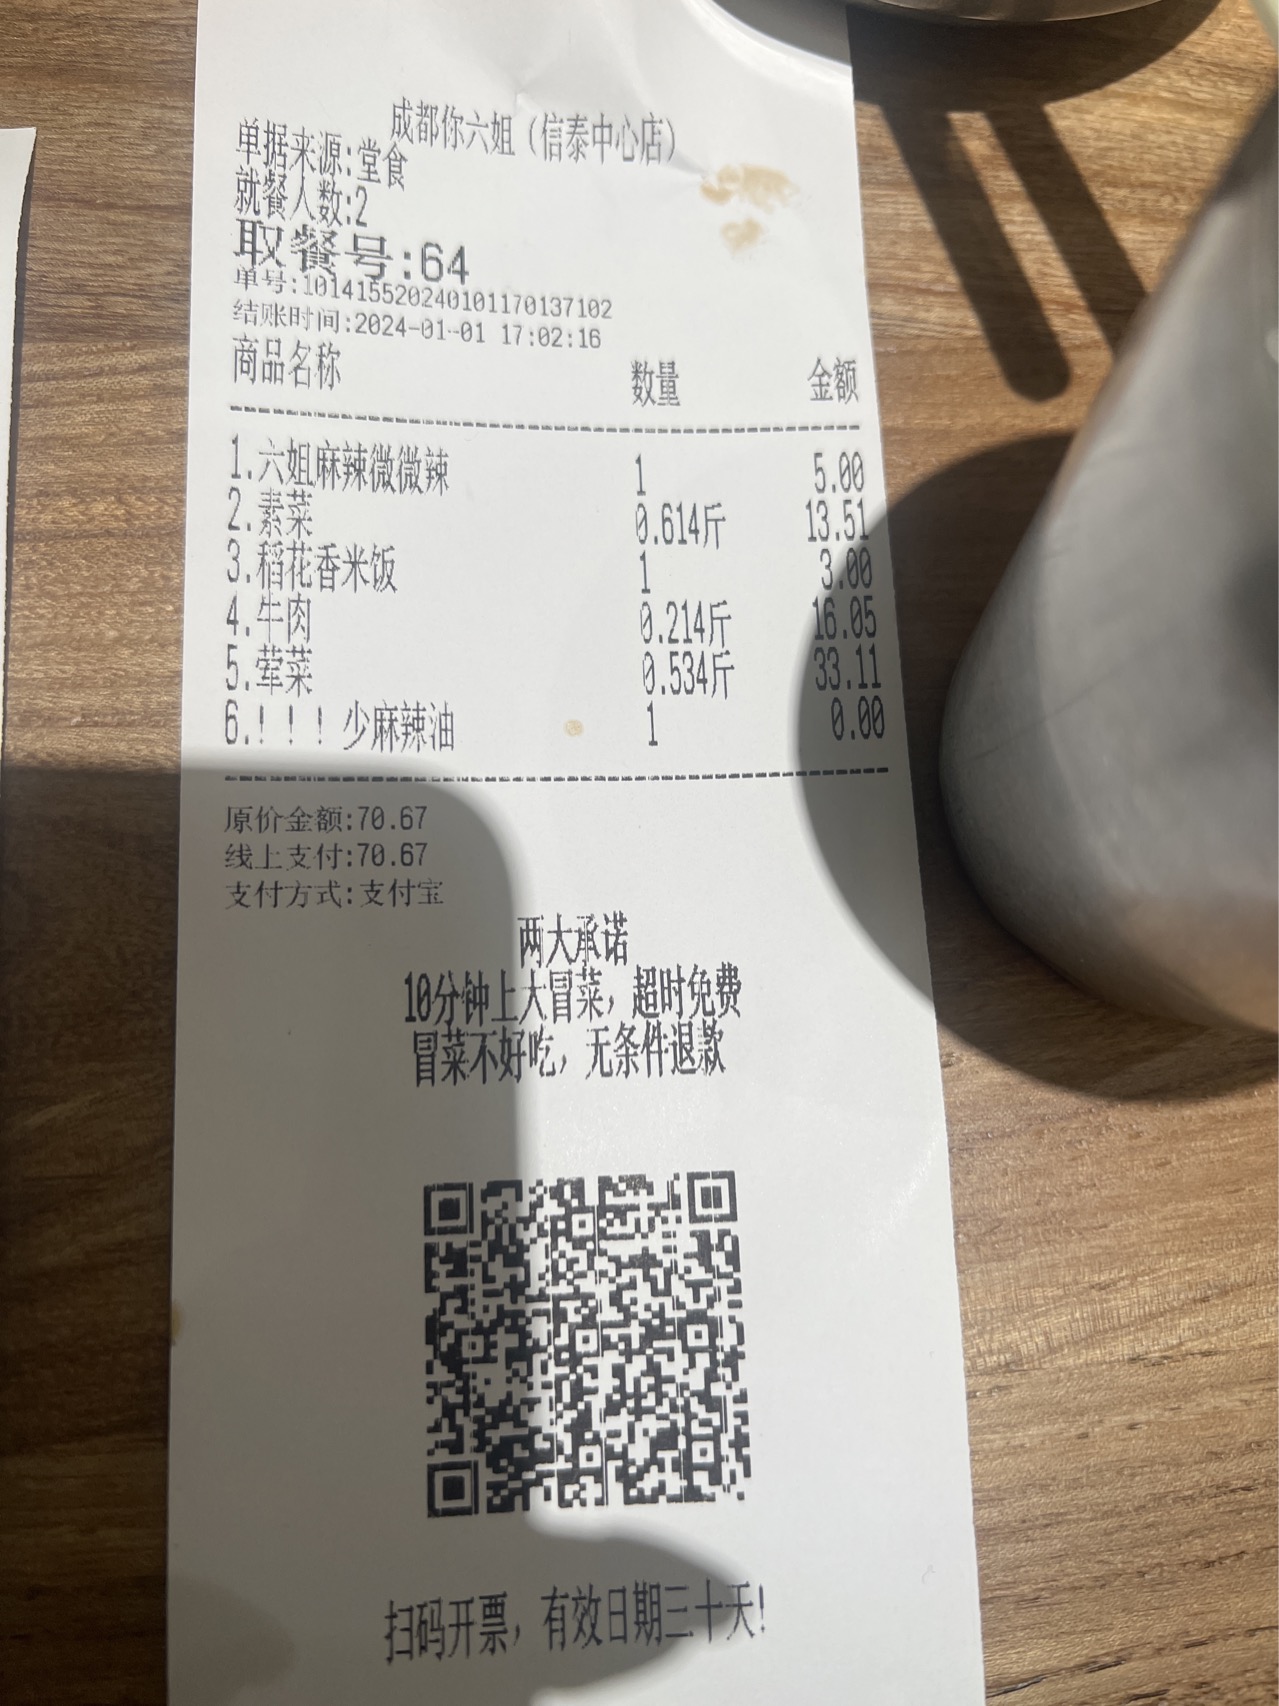 成都你六姐（信泰中心店）
单据来源:堂食
就餐人数:2
取餐号:64
单号:101415520240101170137102
结账时间:2024-01-01 17:02:16
商品名称 数量 金额
1.六姐麻辣微微辣 1 5.00
2.素菜 0.614斤 13.51
3.稻花香米饭 1 3.00
4.牛肉 0.214斤 16.05
5.荤菜 0.534斤 33.11
6.！！！少麻辣油 1 0.00
原价金额:70.67
线上支付:70.67
支付方式:支付宝
两大承诺
10分钟上大冒菜，超时免费
冒菜不好吃，无条件退款
扫码开票，有效日期三十天!